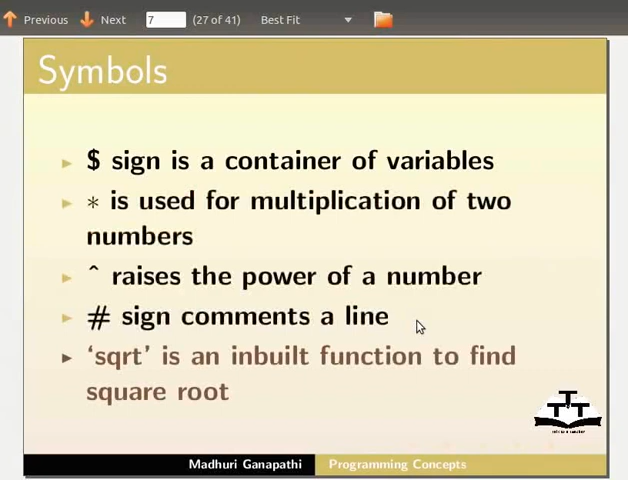 Previous Next 7 (27 of 41) Best Fit
Symbols
$ sign is a container of variables
* is used for multiplication of two
numbers
^ raises the power of a number
# sign comments a line
‘sqrt’ is an inbuilt function to find
square root
TTT
Madhuri Ganapathi Programming Concepts